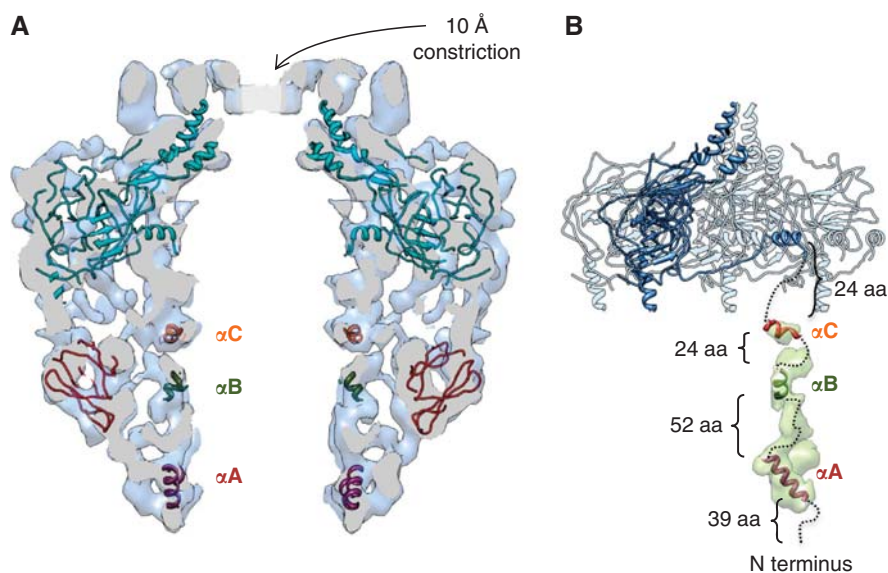 A
10 Å
constriction
αC
αB
αA
B
24 aa
αC
24 aa
αB
52 aa
αA
39 aa
N terminus